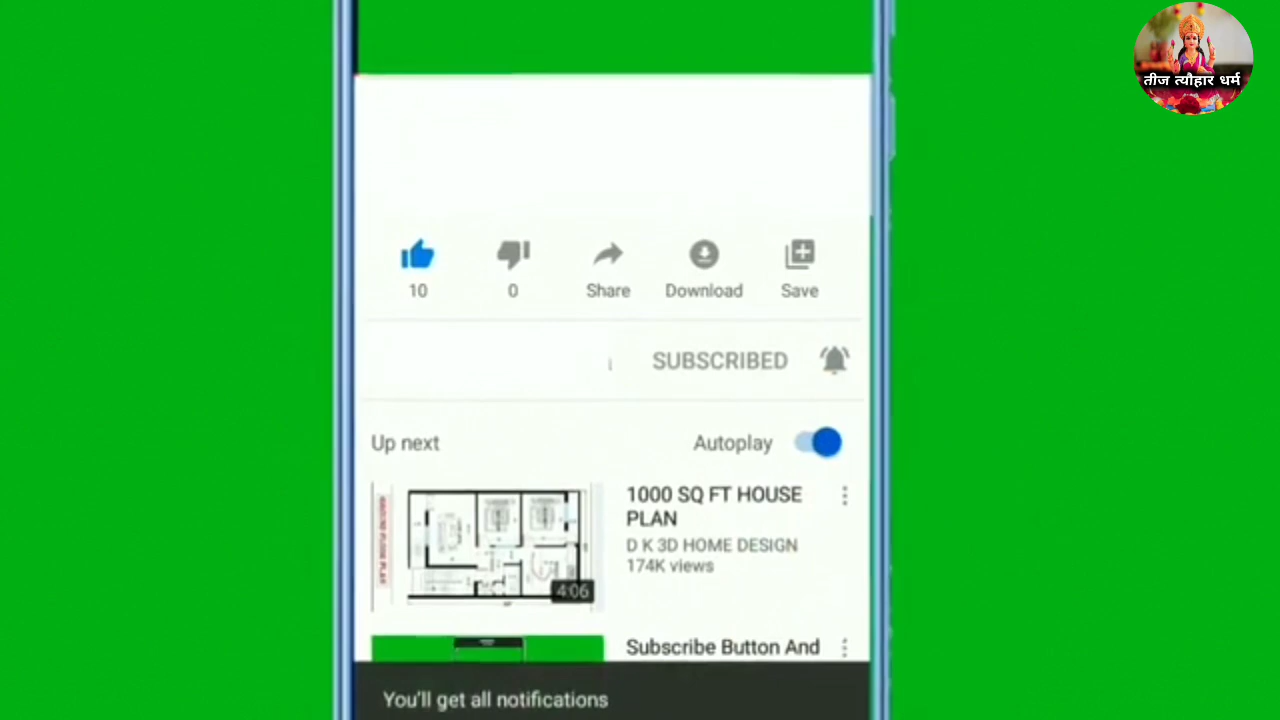 तीज त्यौहार धर्म
10
0
Share
Download
Save
SUBSCRIBED
Up next
Autoplay
1000 SQ FT HOUSE
PLAN
D K 3D HOME DESIGN
174K views
4:06
Subscribe Button And
You'll get all notifications